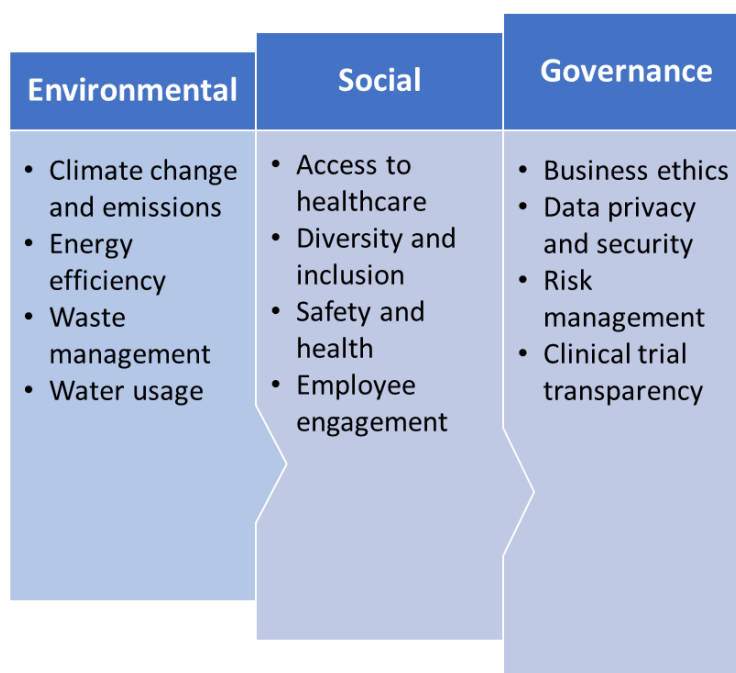 Environmental
• Climate change
and emissions
• Energy
efficiency
• Waste
management
• Water usage
Social
• Access to
healthcare
• Diversity and
inclusion
• Safety and
health
• Employee
engagement
Governance
• Business ethics
• Data privacy
and security
• Risk
management
• Clinical trial
transparency